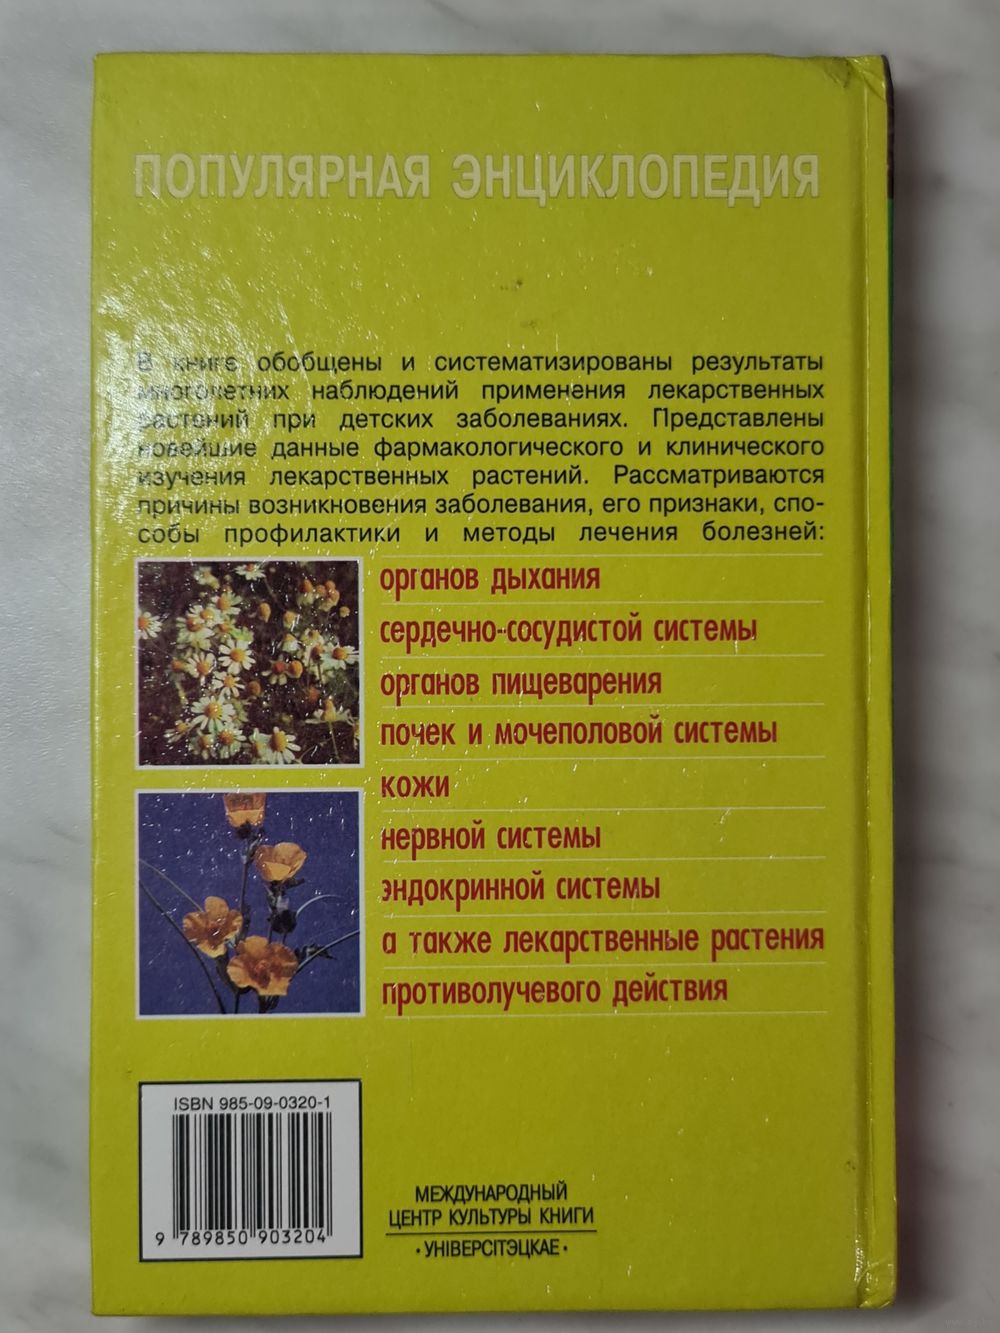 ПОПУЛЯРНАЯ ЭНЦИКЛОПЕДИЯ
В книге обобщены и систематизированы результаты
многолетних наблюдений применения лекарственных
растений при детских заболеваниях. Представлены
новейшие данные фармакологического и клинического
изучения лекарственных растений. Рассматриваются
причины возникновения заболевания, его признаки, спо-
собы профилактики и методы лечения болезней:
органов дыхания
сердечно-сосудистой системы
органов пищеварения
почек и мочеполовой системы
кожи
нервной системы
эндокринной системы
а также лекарственные растения
противолучевого действия
ISBN 985-09-0320-1
9 789850 903204
МЕЖДУНАРОДНЫЙ
ЦЕНТР КУЛЬТУРЫ КНИГИ
· УНІВЕРСІТЭЦКАЕ ·